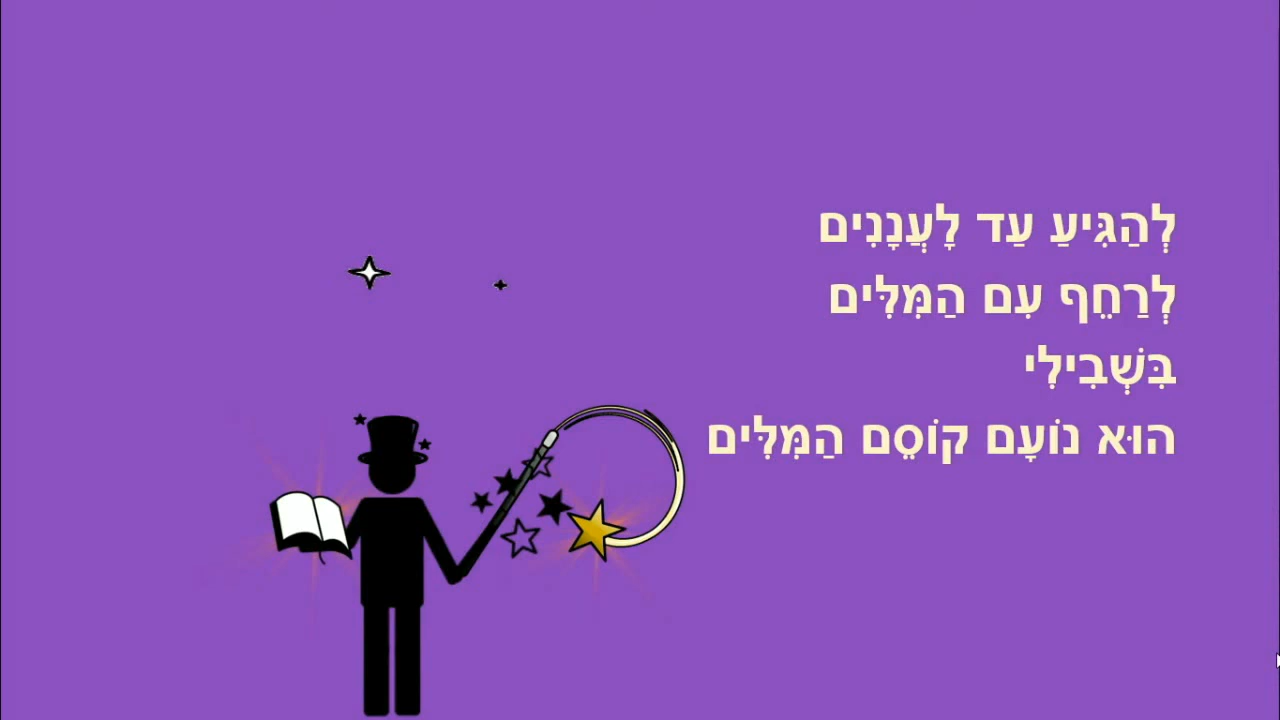 לְהַגִּיעַ עַד לָעֲנָנִים
לְרַחֵף עִם הַמִּלִּים
בִּשְׁבִילִי
הוּא נוֹעָם קוֹסֵם הַמִּלִּים